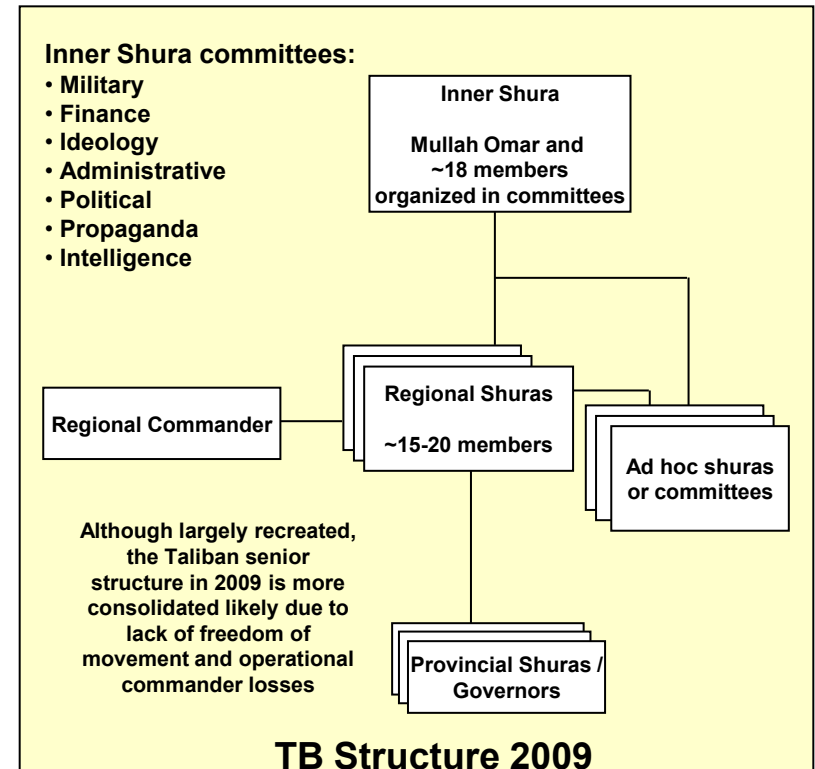 Inner Shura committees:
• Military
• Finance
• Ideology
• Administrative
• Political
• Propaganda
• Intelligence
Inner Shura
Mullah Omar and
~18 members
organized in committees
Regional Commander
Regional Shuras
~15-20 members
Ad hoc shuras
or committees
Although largely recreated,
the Taliban senior
structure in 2009 is more
consolidated likely due to
lack of freedom of
movement and operational
commander losses
Provincial Shuras /
Governors
TB Structure 2009